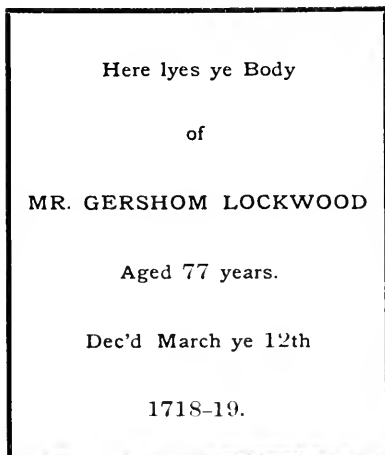 Here lyes ye Body
of
MR. GERSHOM LOCKWOOD
Aged 77 years.
Dec'd March ye 12th
1718-19.